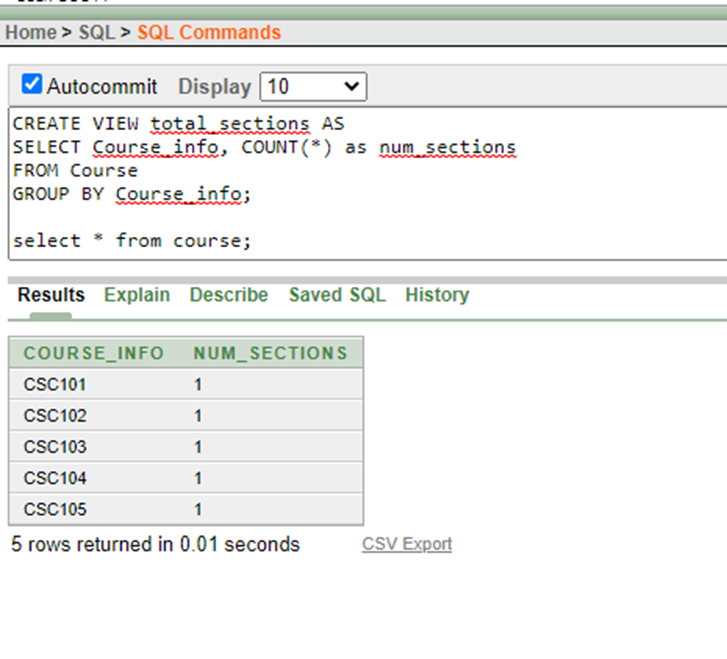 Home > SQL > SQL Commands
Autocommit Display 10
CREATE VIEW total_sections AS
SELECT Course_info, COUNT(*) as num_sections
FROM Course
GROUP BY Course_info;
select * from course;
Results Explain Describe Saved SQL History
COURSE_INFO NUM_SECTIONS
CSC101 1
CSC102 1
CSC103 1
CSC104 1
CSC105 1
5 rows returned in 0.01 seconds CSV Export